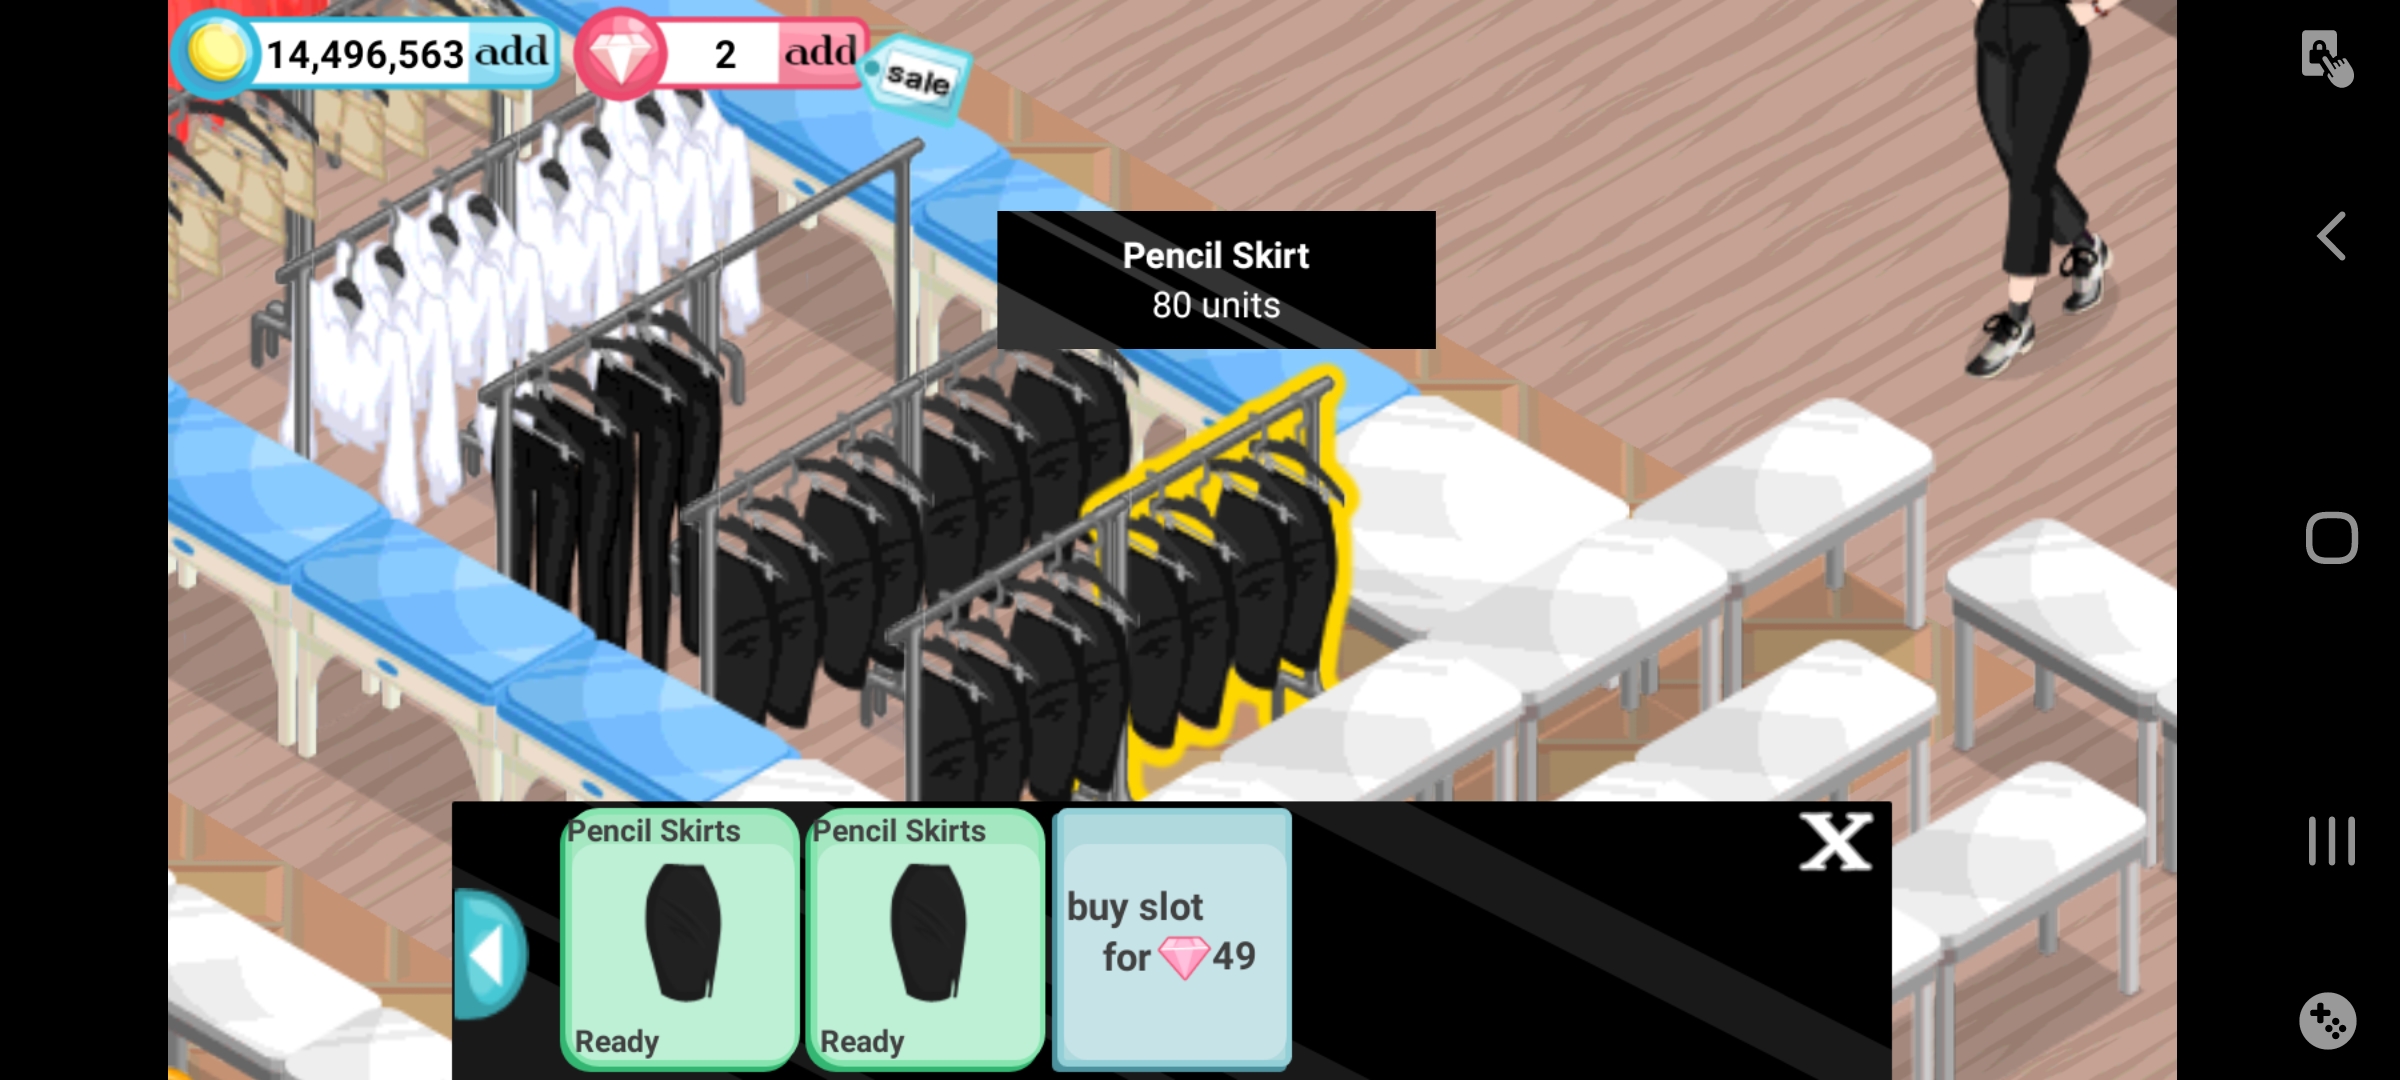 14,496,563 add
2 add
sale
Pencil Skirt
80 units
Pencil Skirts
Ready
Pencil Skirts
Ready
buy slot
for 49
X